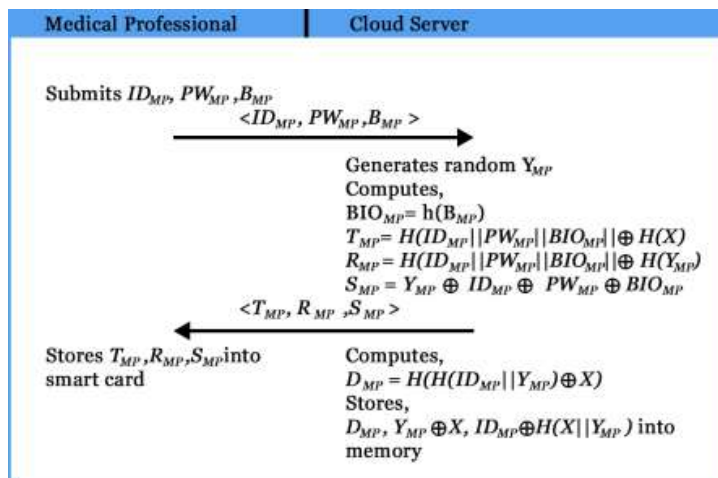 Medical Professional Cloud Server
Submits ID_MP, PW_MP ,B_MP
<ID_MP, PW_MP ,B_MP >
Generates random Y_MP
Computes,
BIO_MP= h(B_MP)
T_MP= H(ID_MP||PW_MP||BIO_MP||⊕ H(X)
R_MP= H(ID_MP||PW_MP||BIO_MP||⊕ H(Y_MP)
S_MP = Y_MP ⊕ ID_MP ⊕ PW_MP ⊕ BIO_MP
<T_MP, R_MP ,S_MP >
Stores T_MP,R_MP,S_MP into
smart card
Computes,
D_MP = H(H(ID_MP||Y_MP)⊕X)
Stores,
D_MP, Y_MP ⊕X, ID_MP⊕H(X||Y_MP ) into
memory